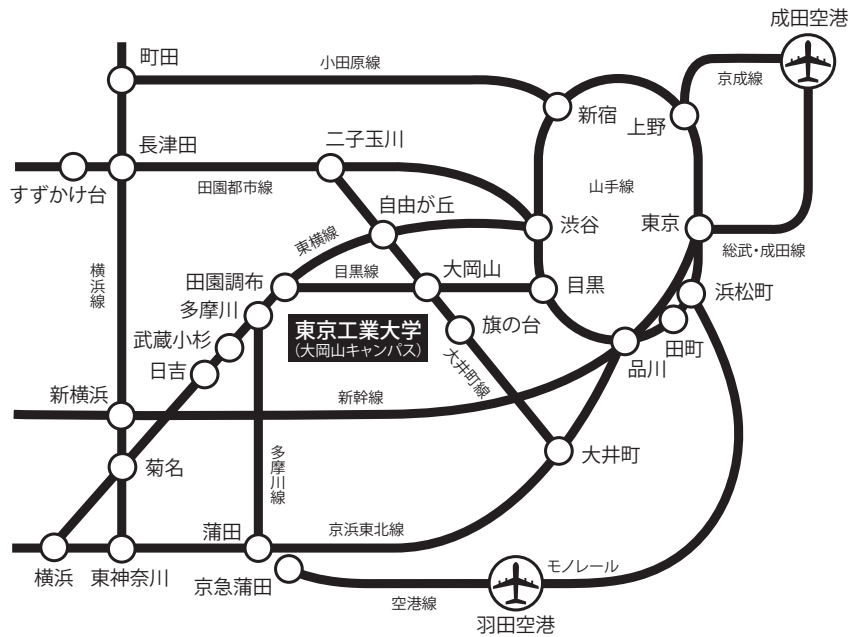 成田空港
町田
小田原線
京成線
新宿
上野
長津田
二子玉川
すずかけ台
田園都市線
山手線
自由が丘
渋谷
東京
東横線
総武・成田線
横浜線
田園調布
目黒線
大岡山
目黒
浜松町
多摩川
東京工業大学
(大岡山キャンパス)
旗の台
武蔵小杉
田町
日吉
大井町線
品川
新横浜
新幹線
菊名
多摩川線
大井町
蒲田
京浜東北線
横浜
東神奈川
京急蒲田
モノレール
空港線
羽田空港